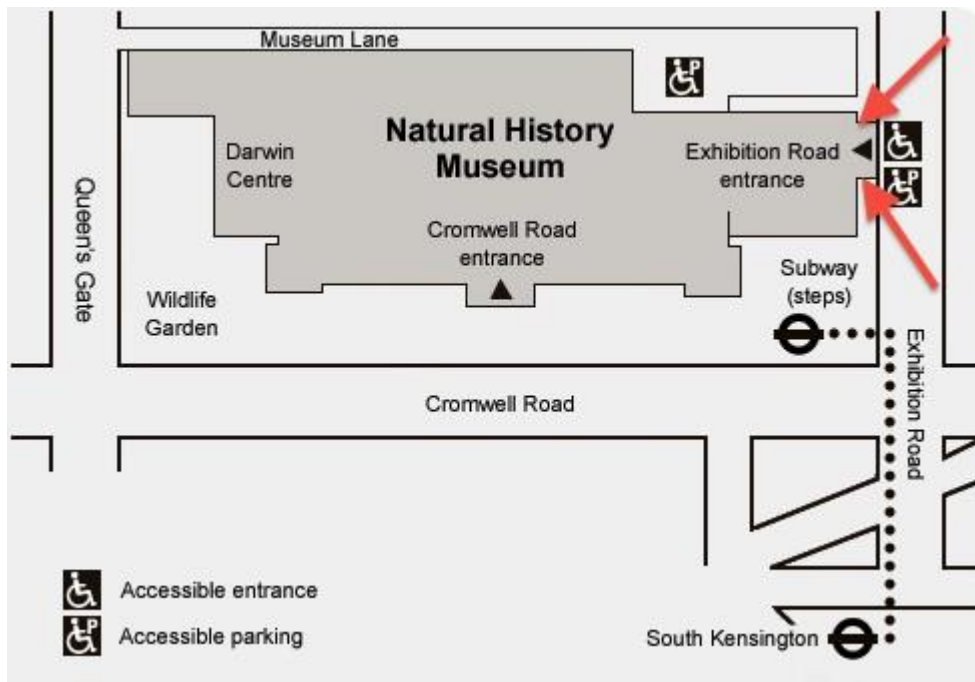 Museum Lane
P
Natural History
Museum
Darwin
Centre
Exhibition Road
entrance
P
Queen's Gate
Cromwell Road
entrance
Subway
(steps)
Wildlife
Garden
Exhibition Road
Cromwell Road
Accessible entrance
P
Accessible parking
South Kensington